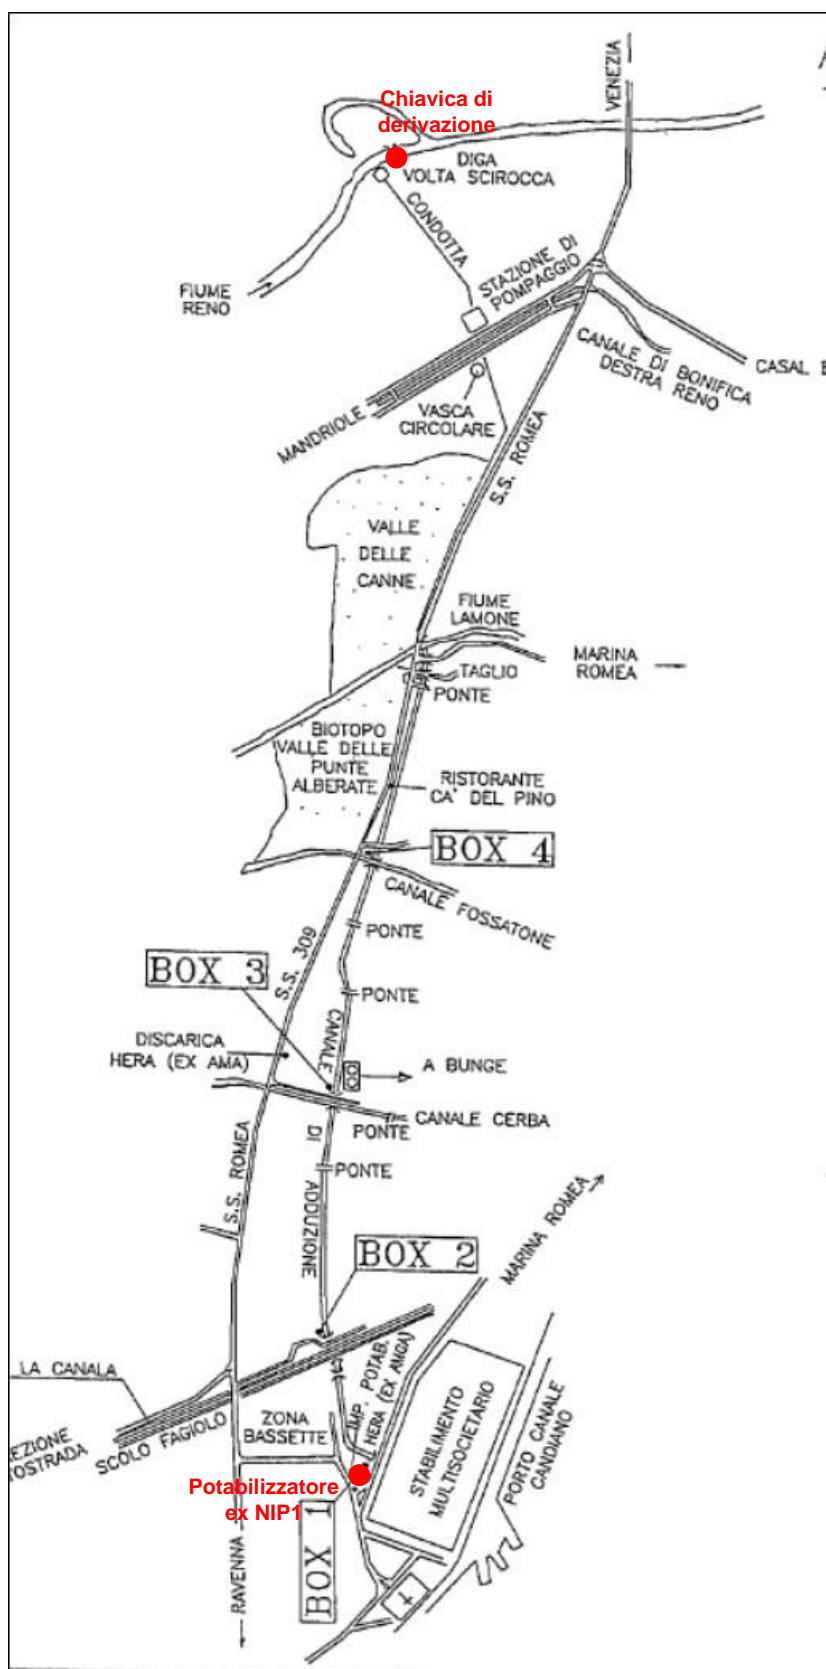 VENEZIA
Chiavica di
derivazione
DIGA
VOLTA SCIROCCA
CONDOTTA
FIUME
RENO
STAZIONE DI
POMPAGGIO
CANALE DI BONIFICA
DESTRA RENO
CASAL
MANDRIOLE
VASCA
CIRCOLARE
S.S. ROMEA
VALLE
DELLE
CANNE
FIUME
LAMONE
MARINA
ROMEA
TAGLIO
PONTE
BIOTOPO
VALLE DELLE
PUNTE
ALBERATE
RISTORANTE
CA' DEL PINO
BOX 4
CANALE FOSSATONE
PONTE
S.S. 309
BOX 3
PONTE
CANALE
DISCARICA
HERA (EX AMA)
A BUNGE
CANALE CERBA
PONTE
DI
PONTE
S.S. ROMEA
ADDUZIONE
MARINA ROMEA
BOX 2
LA CANALA
IMP. POTAB.
HERA (EX AMGA)
SCOLO FAGIOLO
ZONA
BASSETTE
STABILIMENTO
MULTISOCIETARIO
PORTO CANALE
CANDIANO
Potabilizzatore
ex NIP1
BOX 1
RAVENNA